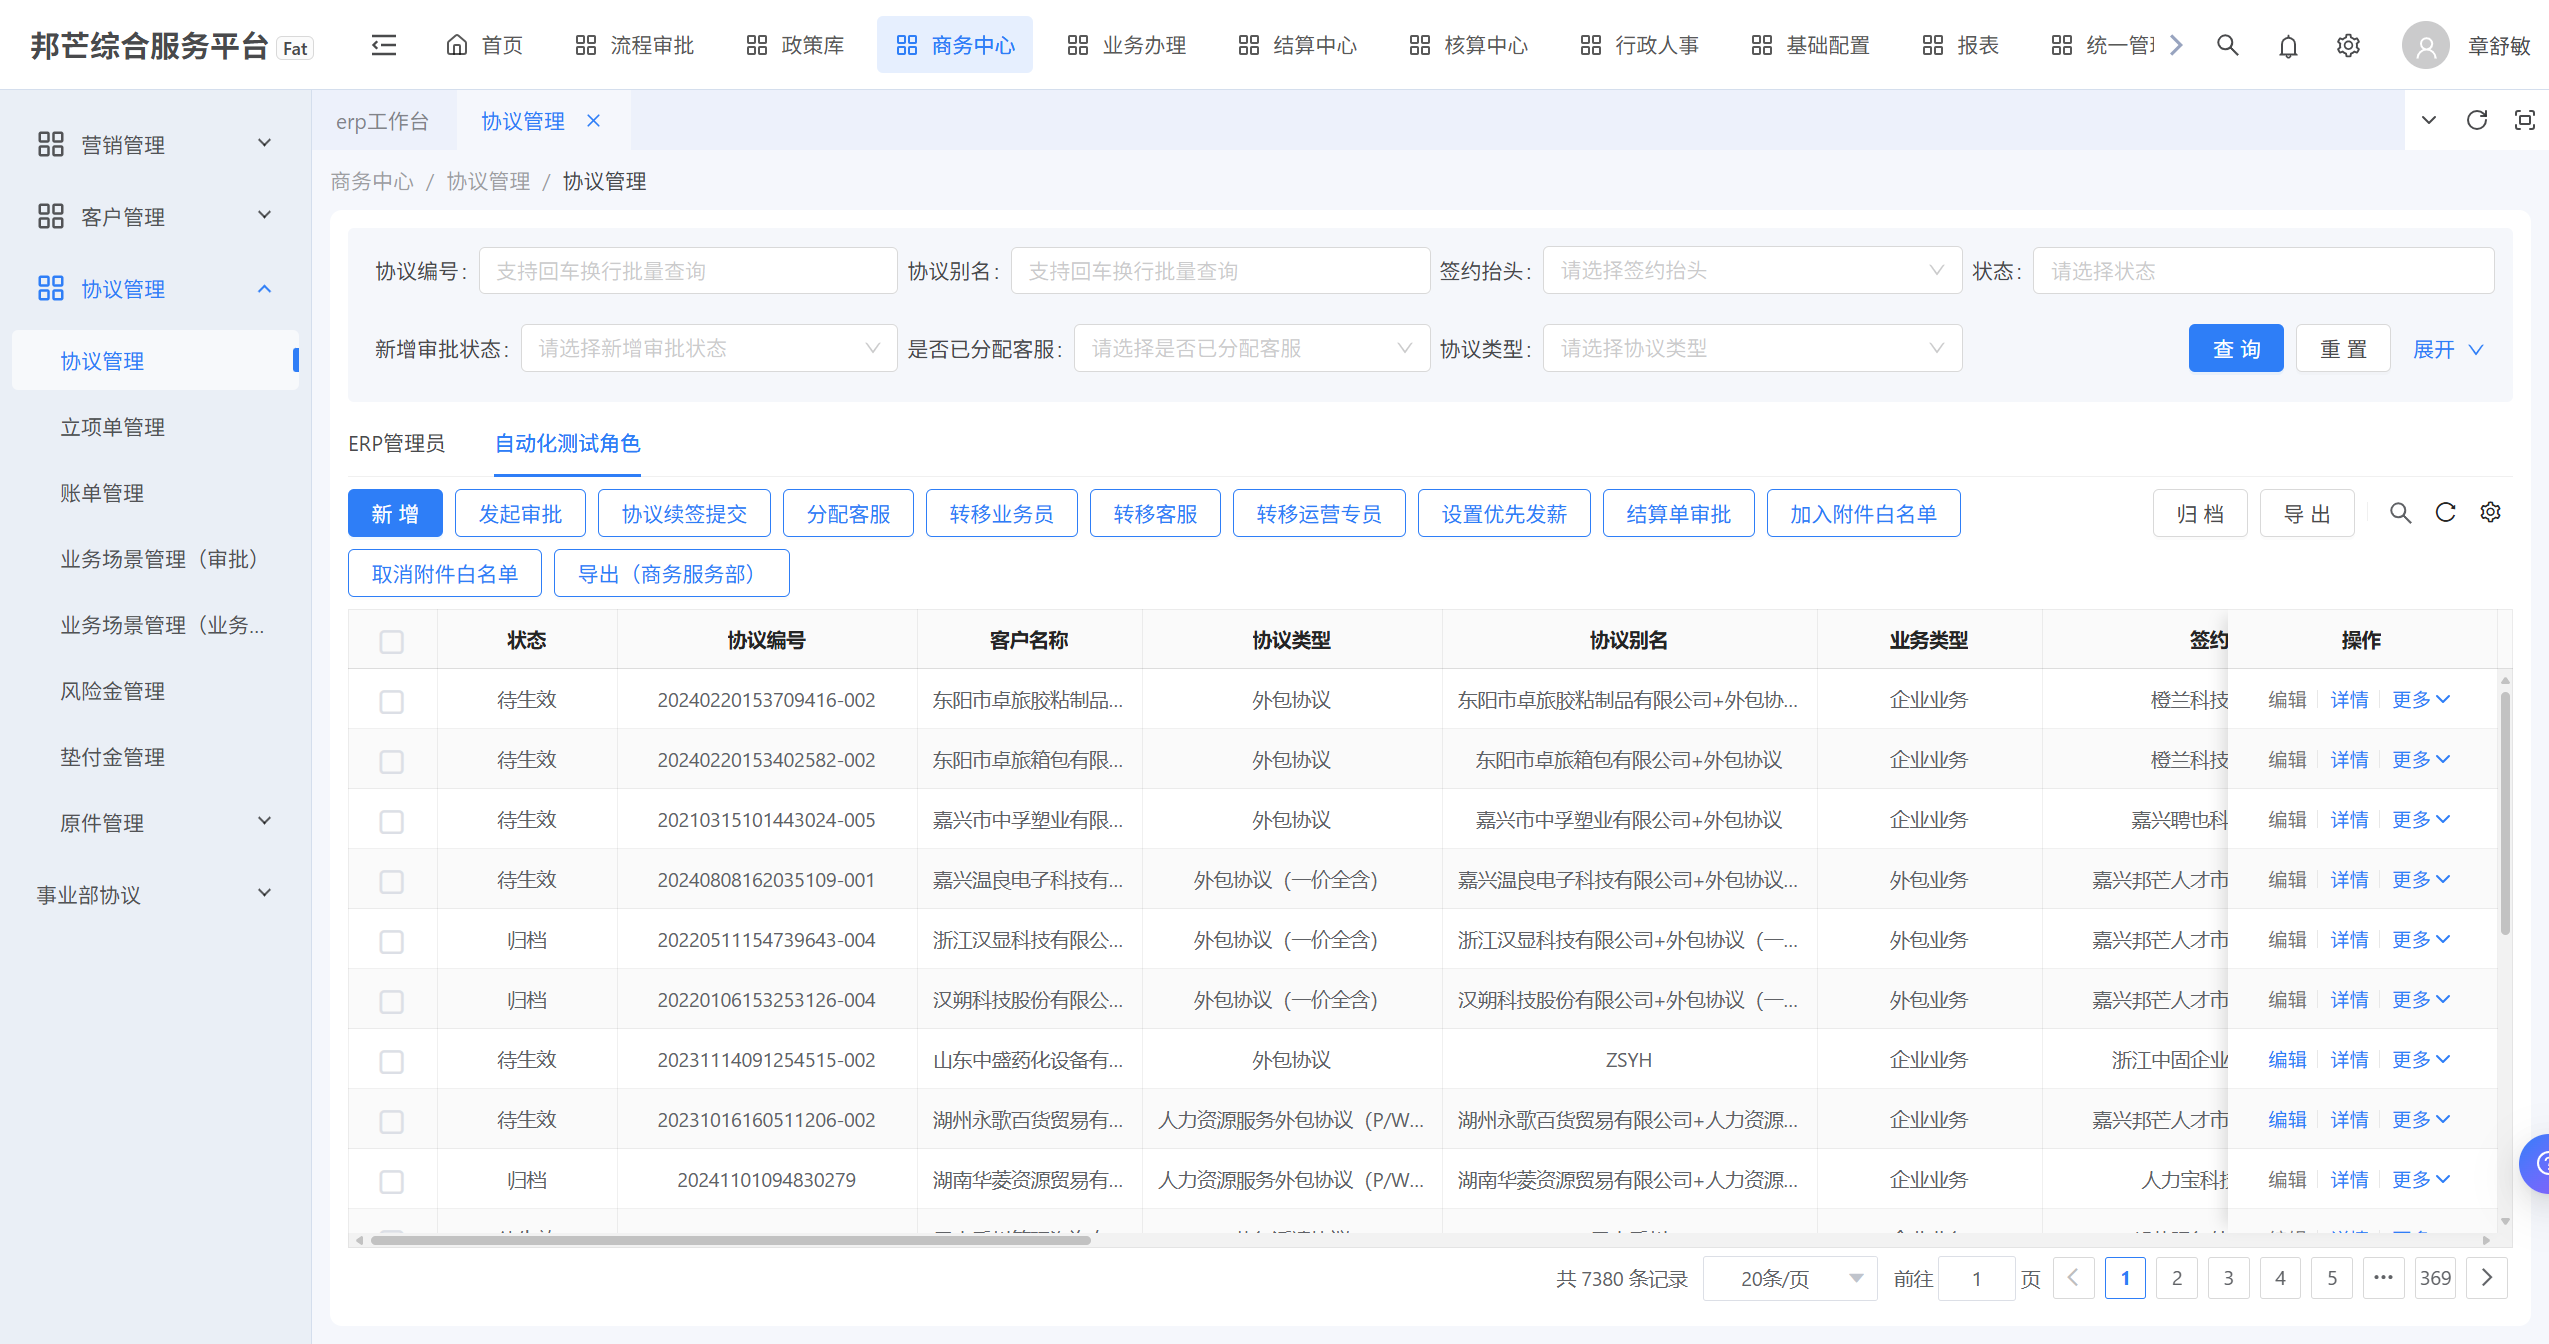 邦芒综合服务平台 Fat 首页 流程审批 政策库 商务中心 业务办理 结算中心 核算中心 行政人事 基础配置 报表 统一管 章舒敏
营销管理
客户管理
协议管理
协议管理
立项单管理
账单管理
业务场景管理（审批）
业务场景管理（业务...
风险金管理
垫付金管理
原件管理
事业部协议
erp工作台 协议管理
商务中心 / 协议管理 / 协议管理
协议编号: 支持回车换行批量查询 协议别名: 支持回车换行批量查询 签约抬头: 请选择签约抬头 状态: 请选择状态
新增审批状态: 请选择新增审批状态 是否已分配客服: 请选择是否已分配客服 协议类型: 请选择协议类型 查 询 重 置 展开
ERP管理员 自动化测试角色
新 增 发起审批 协议续签提交 分配客服 转移业务员 转移客服 转移运营专员 设置优先发薪 结算单审批 加入附件白名单 归 档 导 出
取消附件白名单 导出（商务服务部）
状态 协议编号 客户名称 协议类型 协议别名 业务类型 签约 操作
待生效 20240220153709416-002 东阳市卓旅胶粘制品... 外包协议 东阳市卓旅胶粘制品有限公司+外包协... 企业业务 橙兰科技 编辑 详情 更多
待生效 20240220153402582-002 东阳市卓旅箱包有限... 外包协议 东阳市卓旅箱包有限公司+外包协议 企业业务 橙兰科技 编辑 详情 更多
待生效 20210315101443024-005 嘉兴市中孚塑业有限... 外包协议 嘉兴市中孚塑业有限公司+外包协议 企业业务 嘉兴聘也科 编辑 详情 更多
待生效 20240808162035109-001 嘉兴温良电子科技有... 外包协议（一价全含） 嘉兴温良电子科技有限公司+外包协议... 外包业务 嘉兴邦芒人才市 编辑 详情 更多
归档 20220511154739643-004 浙江汉显科技有限公... 外包协议（一价全含） 浙江汉显科技有限公司+外包协议（一... 外包业务 嘉兴邦芒人才市 编辑 详情 更多
归档 20220106153253126-004 汉朔科技股份有限公... 外包协议（一价全含） 汉朔科技股份有限公司+外包协议（一... 外包业务 嘉兴邦芒人才市 编辑 详情 更多
待生效 20231114091254515-002 山东中盛药化设备有... 外包协议 ZSYH 企业业务 浙江中固企业 编辑 详情 更多
待生效 20231016160511206-002 湖州永歌百货贸易有... 人力资源服务外包协议（P/W... 湖州永歌百货贸易有限公司+人力资源... 企业业务 嘉兴邦芒人才市 编辑 详情 更多
归档 20241101094830279 湖南华菱资源贸易有... 人力资源服务外包协议（P/W... 湖南华菱资源贸易有限公司+人力资源... 企业业务 人力宝科技 编辑 详情 更多
共 7380 条记录 20条/页 前往 1 页 1 2 3 4 5 ••• 369